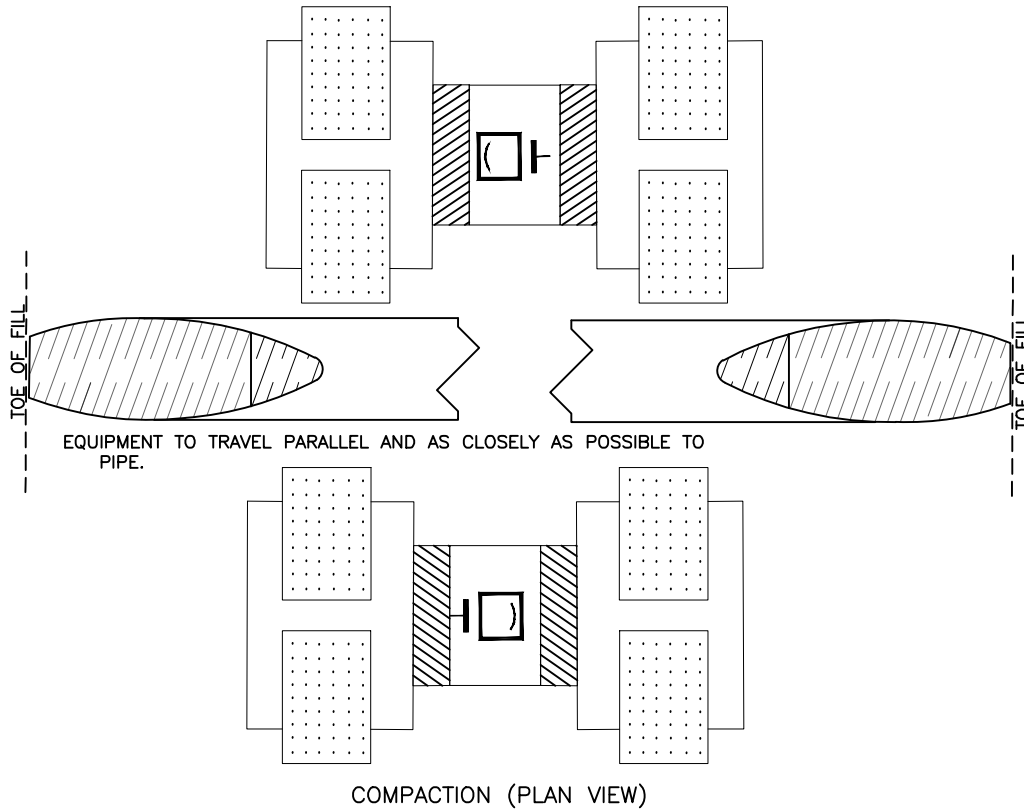 TOE OF FILL
TOE OF FILL
EQUIPMENT TO TRAVEL PARALLEL AND AS CLOSELY AS POSSIBLE TO
PIPE.
COMPACTION (PLAN VIEW)